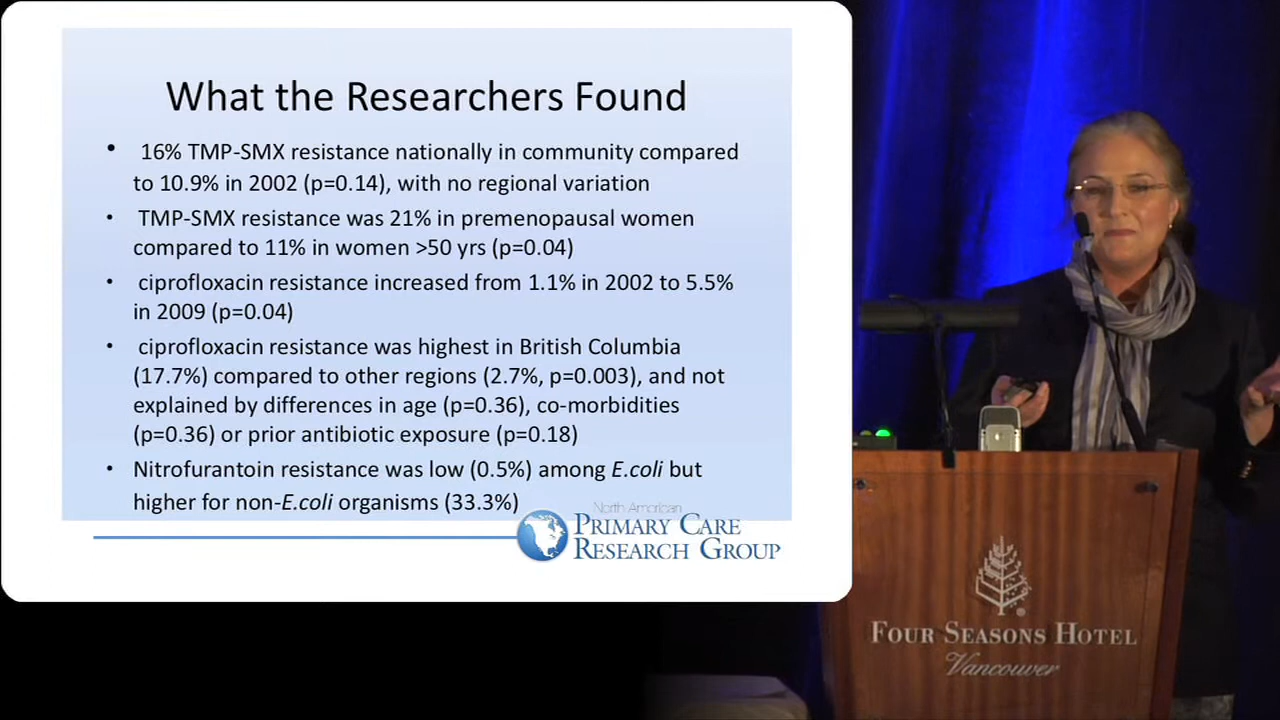 What the Researchers Found
• 16% TMP-SMX resistance nationally in community compared
to 10.9% in 2002 (p=0.14), with no regional variation
• TMP-SMX resistance was 21% in premenopausal women
compared to 11% in women >50 yrs (p=0.04)
• ciprofloxacin resistance increased from 1.1% in 2002 to 5.5%
in 2009 (p=0.04)
• ciprofloxacin resistance was highest in British Columbia
(17.7%) compared to other regions (2.7%, p=0.003), and not
explained by differences in age (p=0.36), co-morbidities
(p=0.36) or prior antibiotic exposure (p=0.18)
• Nitrofurantoin resistance was low (0.5%) among E.coli but
higher for non-E.coli organisms (33.3%)
North American
PRIMARY CARE
RESEARCH GROUP
FOUR SEASONS HOTEL
Vancouver